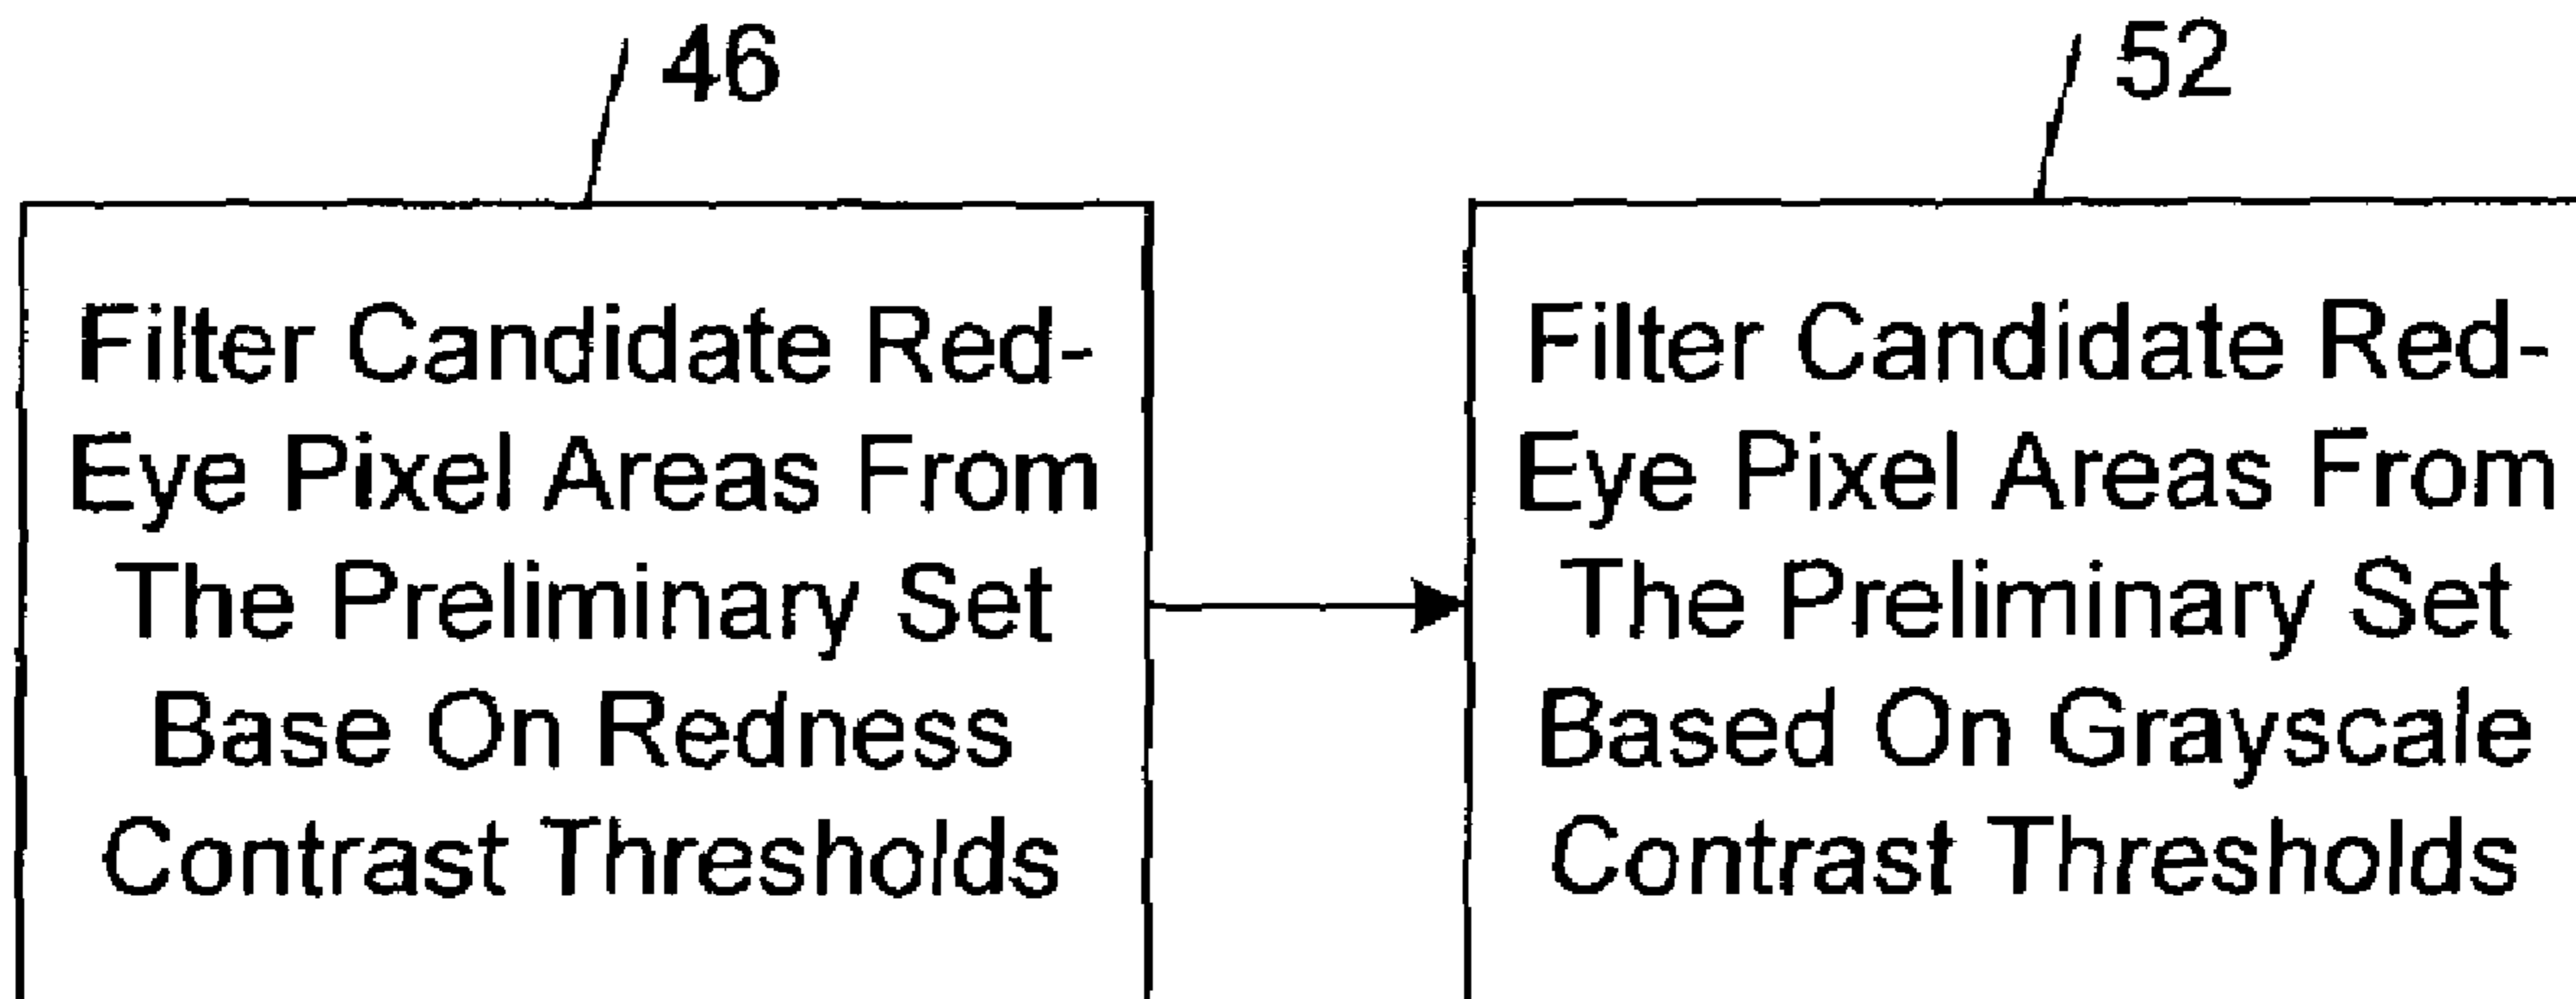 46
Filter Candidate Red-
Eye Pixel Areas From
The Preliminary Set
Base On Redness
Contrast Thresholds
52
Filter Candidate Red-
Eye Pixel Areas From
The Preliminary Set
Based On Grayscale
Contrast Thresholds